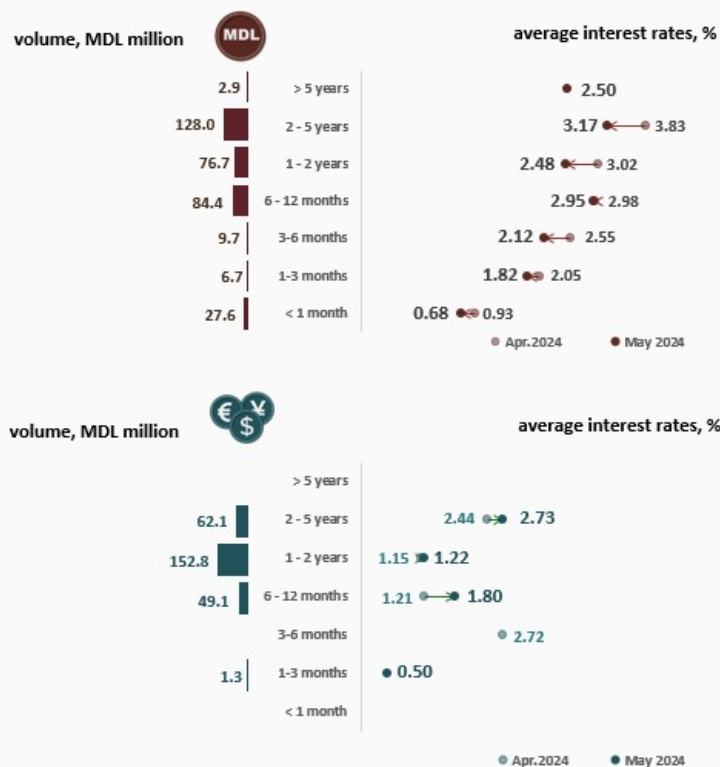 volume, MDL million MDL average interest rates, %
2.9 > 5 years 2.50
128.0 2 - 5 years 3.17 3.83
76.7 1 - 2 years 2.48 3.02
84.4 6 - 12 months 2.95 2.98
9.7 3-6 months 2.12 2.55
6.7 1-3 months 1.82 2.05
27.6 < 1 month 0.68 0.93
Apr.2024 May 2024
€ ¥ $
volume, MDL million average interest rates, %
> 5 years
62.1 2 - 5 years 2.44 2.73
152.8 1 - 2 years 1.15 1.22
49.1 6 - 12 months 1.21 1.80
3-6 months 2.72
1.3 1-3 months 0.50
< 1 month
Apr.2024 May 2024